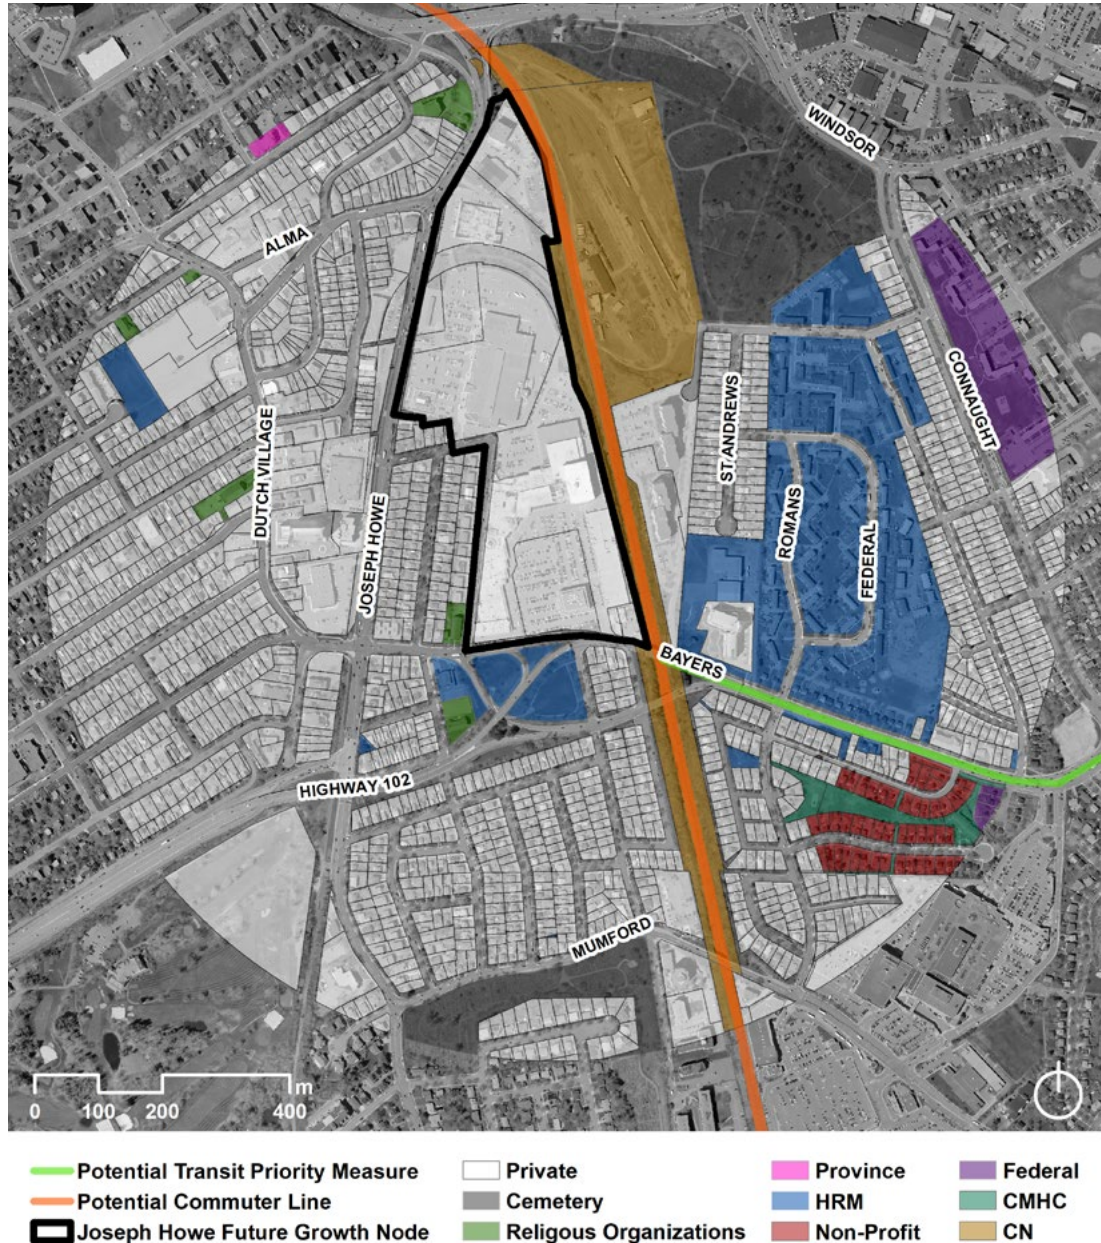 WINDSOR
ALMA
CONNAUGHT
ST ANDREWS
DUTCH VILLAGE
JOSEPH HOWE
ROMANS
FEDERAL
BAYERS
HIGHWAY 102
MUMFORD
m
0 100 200 400
Potential Transit Priority Measure
Potential Commuter Line
Joseph Howe Future Growth Node
Private
Cemetery
Religous Organizations
Province
HRM
Non-Profit
Federal
CMHC
CN